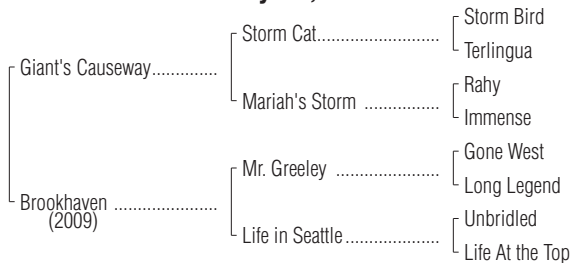 Storm Bird
Storm Cat..................
Terlingua
Giant's Causeway.............
Rahy
Mariah's Storm ................
Immense
Gone West
Mr. Greeley ......................
Long Legend
Brookhaven ......................
(2009)
Unbridled
Life in Seattle....................
Life At the Top